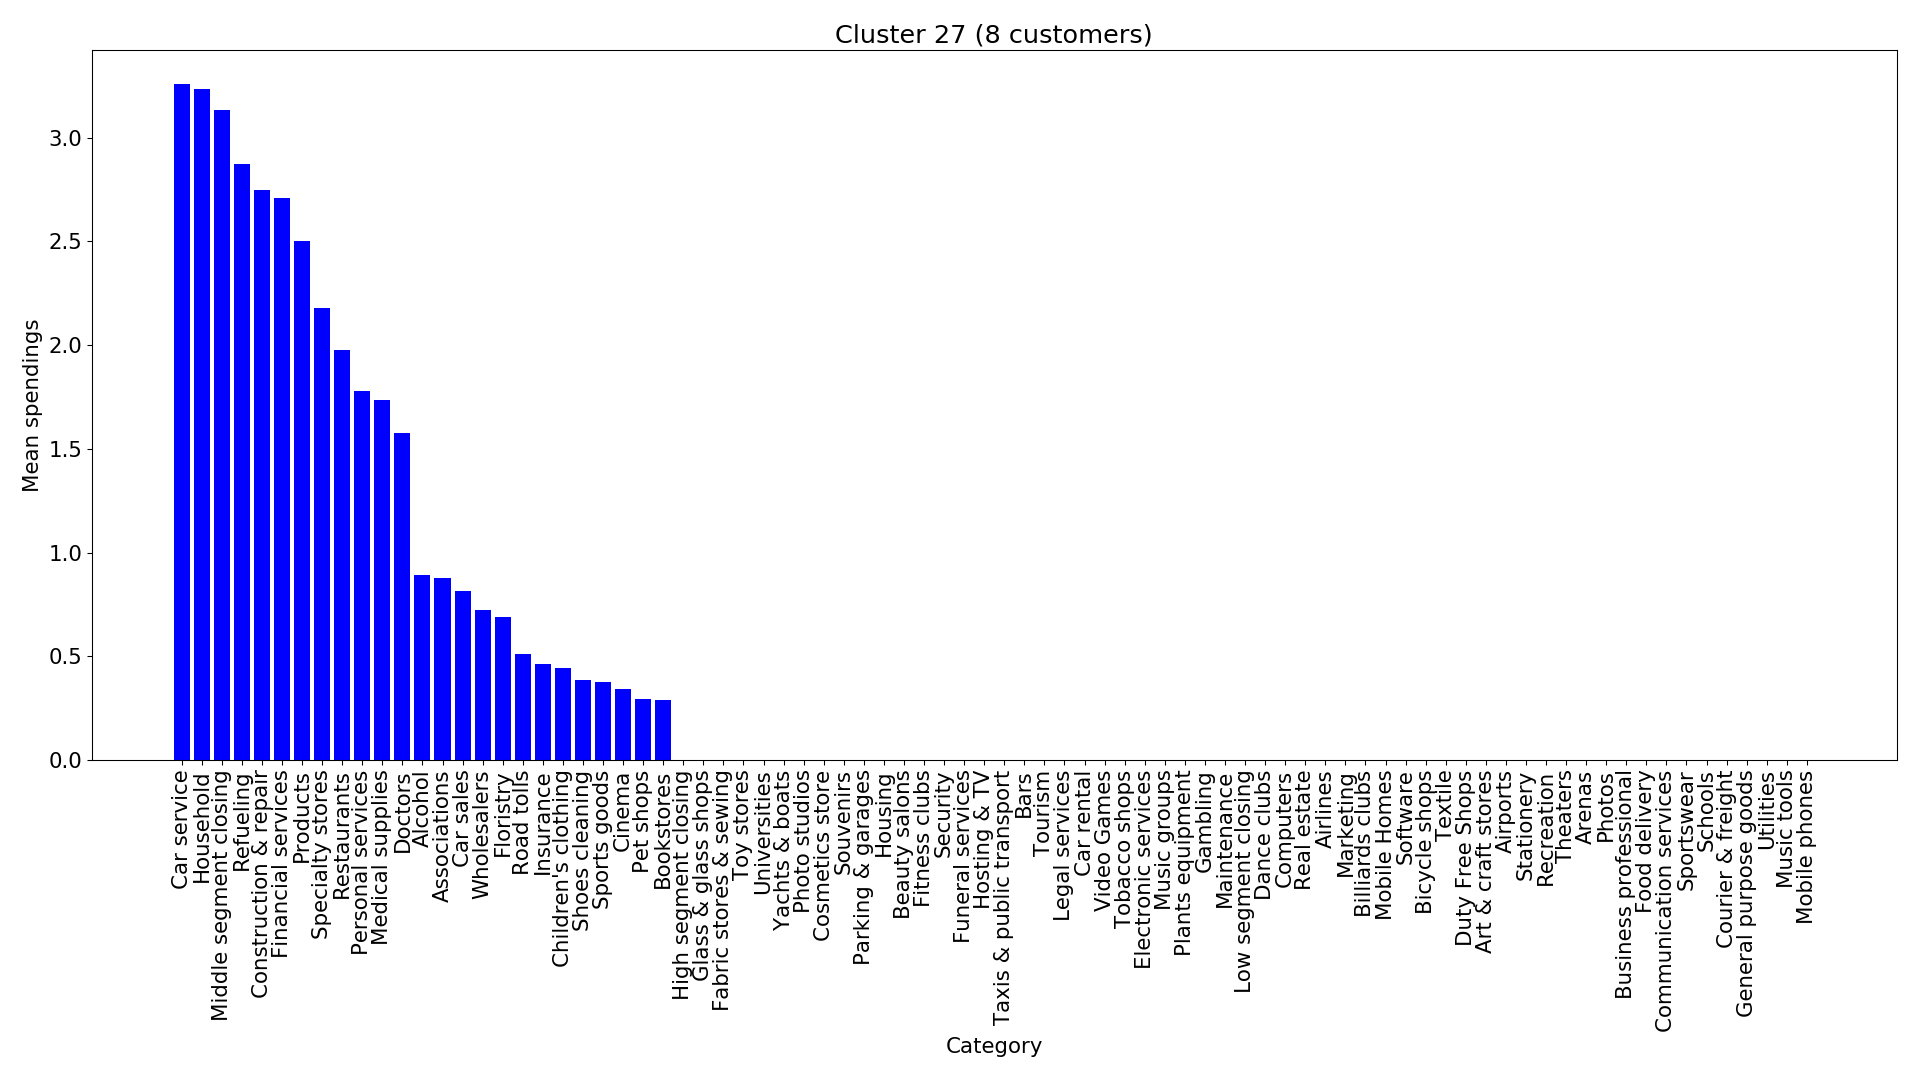 Cluster 27 (8 customers)
Mean spendings
3.0
2.5
2.0
1.5
1.0
0.5
0.0
Car service
Household
Middle segment closing
Refueling
Construction & repair
Financial services
Products
Specialty stores
Restaurants
Personal services
Medical supplies
Doctors
Alcohol
Associations
Car sales
Wholesalers
Floristry
Road tolls
Insurance
Children's clothing
Shoes cleaning
Sports goods
Cinema
Pet shops
Bookstores
High segment closing
Glass & glass shops
Fabric stores & sewing
Toy stores
Universities
Yachts & boats
Photo studios
Cosmetics store
Souvenirs
Parking & garages
Housing
Beauty salons
Fitness clubs
Security
Funeral services
Hosting & TV
Taxis & public transport
Bars
Tourism
Legal services
Car rental
Video Games
Tobacco shops
Electronic services
Music groups
Plants equipment
Gambling
Maintenance
Low segment closing
Dance clubs
Computers
Real estate
Airlines
Marketing
Billiards clubs
Mobile Homes
Software
Bicycle shops
Textile
Duty Free Shops
Art & craft stores
Airports
Stationery
Recreation
Theaters
Arenas
Photos
Business professional
Food delivery
Communication services
Sportswear
Schools
Courier & freight
General purpose goods
Utilities
Music tools
Mobile phones
Category